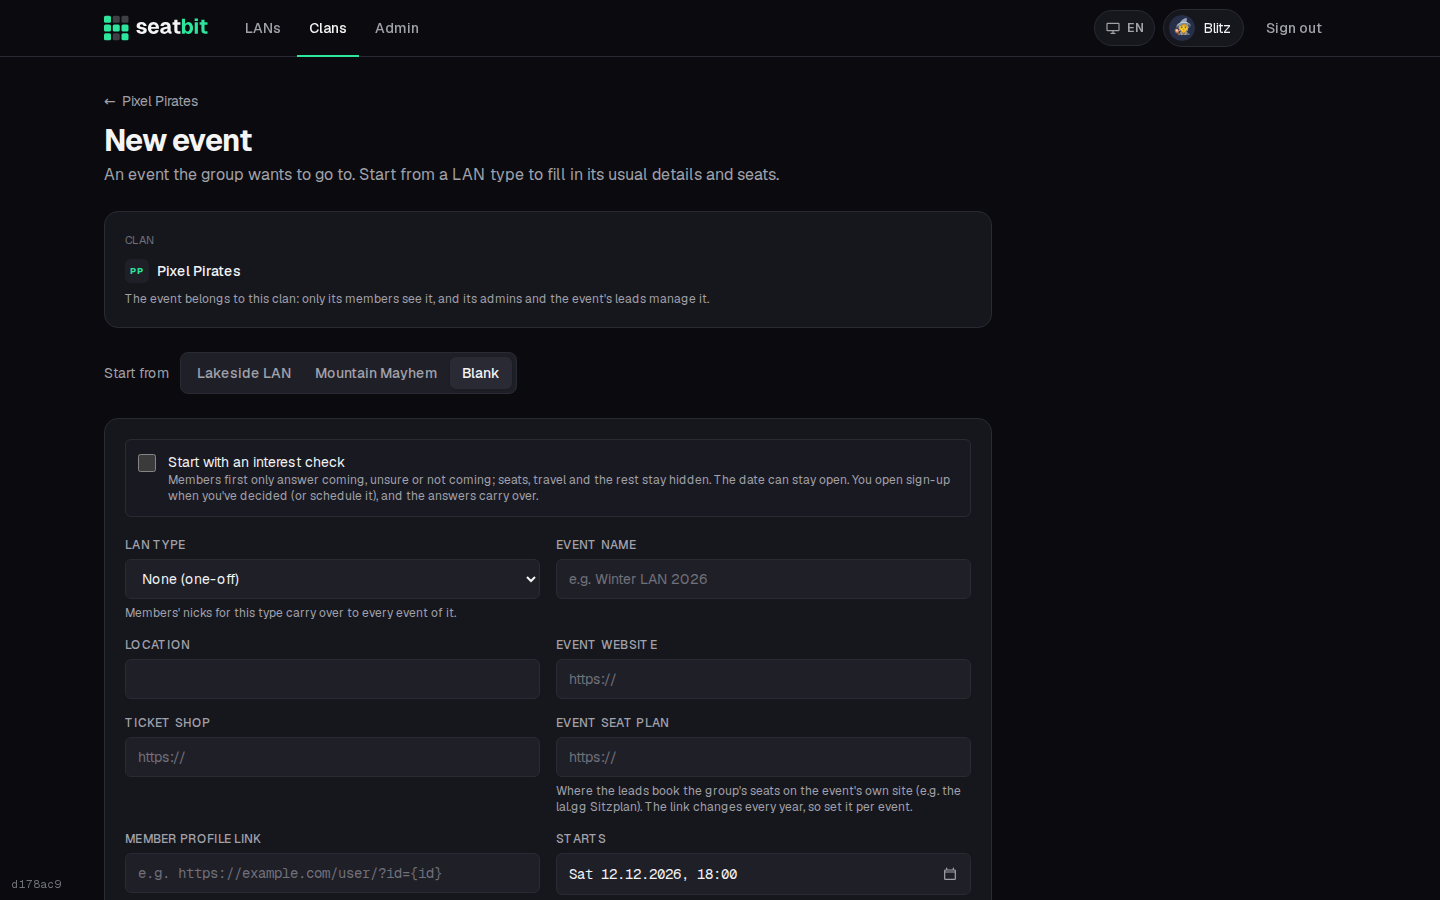 seatbit
LANs
Clans
Admin
EN
Blitz
Sign out
← Pixel Pirates
New event
An event the group wants to go to. Start from a LAN type to fill in its usual details and seats.
CLAN
PP
Pixel Pirates
The event belongs to this clan: only its members see it, and its admins and the event's leads manage it.
Start from
Lakeside LAN
Mountain Mayhem
Blank
Start with an interest check
Members first only answer coming, unsure or not coming; seats, travel and the rest stay hidden. The date can stay open. You open sign-up
when you've decided (or schedule it), and the answers carry over.
LAN TYPE
EVENT NAME
None (one-off)
e.g. Winter LAN 2026
Members' nicks for this type carry over to every event of it.
LOCATION
EVENT WEBSITE
https://
TICKET SHOP
EVENT SEAT PLAN
https://
https://
Where the leads book the group's seats on the event's own site (e.g. the
lal.gg Sitzplan). The link changes every year, so set it per event.
MEMBER PROFILE LINK
STARTS
e.g. https://example.com/user/?id={id}
Sat 12.12.2026, 18:00
d178ac9